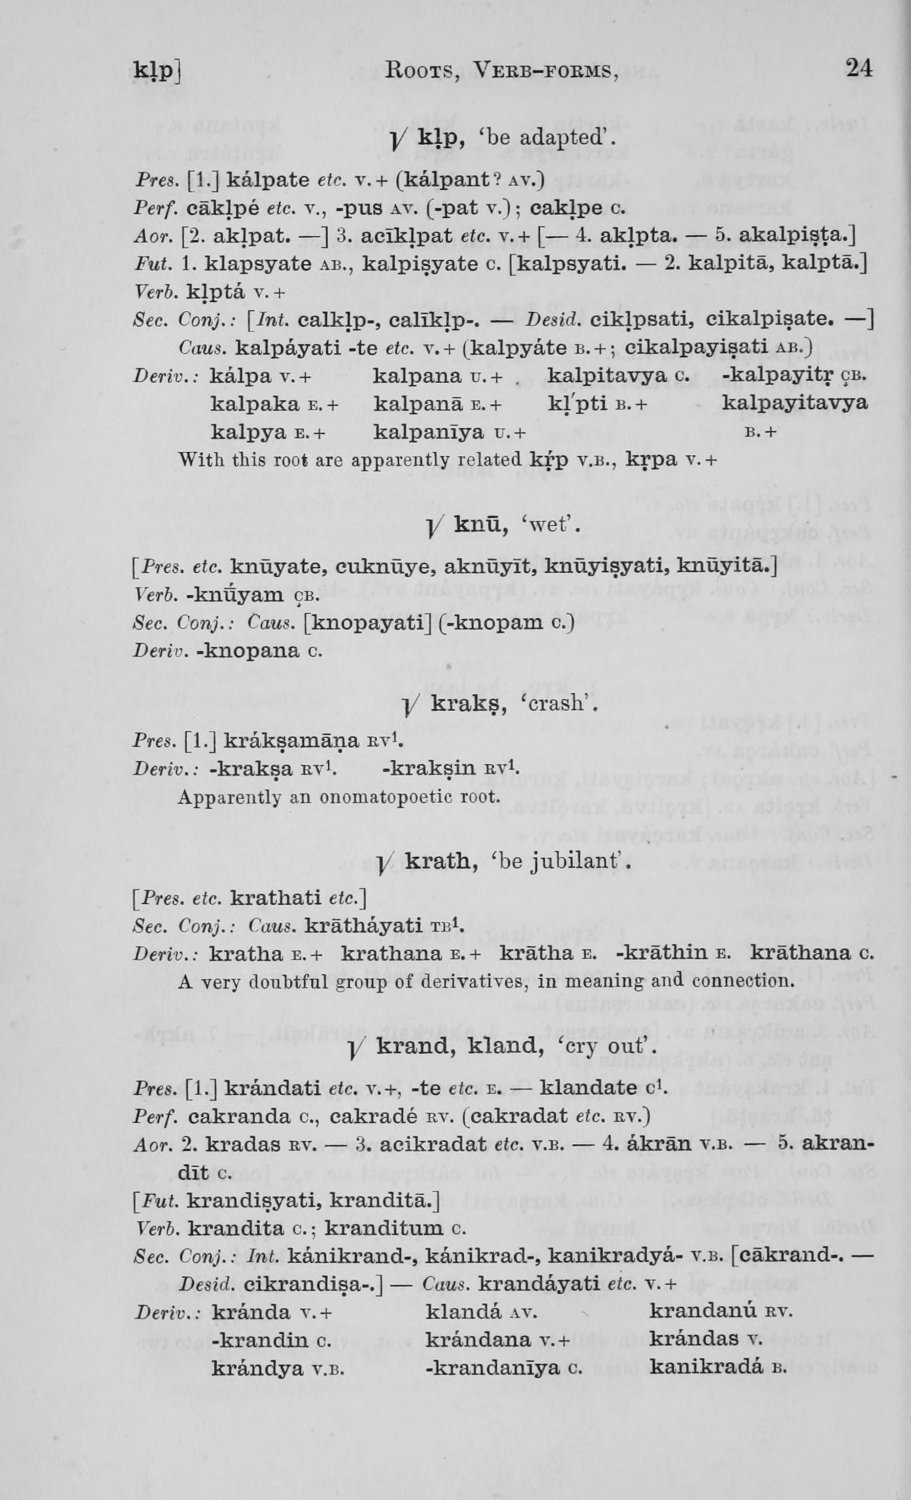 kḷp] Roots, Verb-forms, 24
√ kḷp, ‘be adapted’.
Pres. [1.] kálpate etc. v.+ (kálpant? AV.)
Perf. cākḷpé etc. v., -pus AV. (-pat v.); cakḷpe c.
Aor. [2. akḷpat. —] 3. acīkḷpat etc. v.+ [— 4. akḷpta. — 5. akalpiṣṭa.]
Fut. 1. klapsyate AB., kalpiṣyate c. [kalpsyati. — 2. kalpitā, kalptā.]
Verb. kḷptá v.+
Sec. Conj.: [Int. calkḷp-, calīkḷp-. — Desid. cikḷpsati, cikalpiṣate. —]
Caus. kalpáyati -te etc. v.+ (kalpyáte B.+; cikalpayiṣati AB.)
Deriv.: kálpa v.+ kalpana U.+ kalpitavya c. -kalpayitṛ çB.
kalpaka E.+ kalpanā E.+ kḷ́pti B.+ kalpayitavya
kalpya E.+ kalpanīya U.+ B.+
With this root are apparently related kṛ́p v.B., kṛpa v.+
√ knū, ‘wet’.
[Pres. etc. knūyate, cuknūye, aknūyīt, knūyiṣyati, knūyitā.]
Verb. -knū́yam çB.
Sec. Conj.: Caus. [knopayati] (-knopam c.)
Deriv. -knopana c.
√ krakṣ, ‘crash’.
Pres. [1.] krákṣamāṇa RV¹.
Deriv.: -krakṣa RV¹. -krakṣin RV¹.
Apparently an onomatopoetic root.
√ krath, ‘be jubilant’.
[Pres. etc. krathati etc.]
Sec. Conj.: Caus. krātháyati TB¹.
Deriv.: kratha E.+ krathana E.+ krātha E. -krāthin E. krāthana c.
A very doubtful group of derivatives, in meaning and connection.
√ krand, kland, ‘cry out’.
Pres. [1.] krándati etc. v.+, -te etc. E. — klandate c¹.
Perf. cakranda c., cakradé RV. (cakradat etc. RV.)
Aor. 2. kradas RV. — 3. acikradat etc. v.B. — 4. ákrān v.B. — 5. akran-
dīt c.
[Fut. krandiṣyati, kranditā.]
Verb. krandita c.; kranditum c.
Sec. Conj.: Int. kánikrand-, kánikrad-, kanikradyá- v.B. [cākrand-. —
Desid. cikrandiṣa-.] — Caus. krandáyati etc. v.+
Deriv.: kránda v.+ klandá AV. krandanú RV.
-krandin c. krándana v.+ krándas v.
krándya v.B. -krandanīya c. kanikradá B.